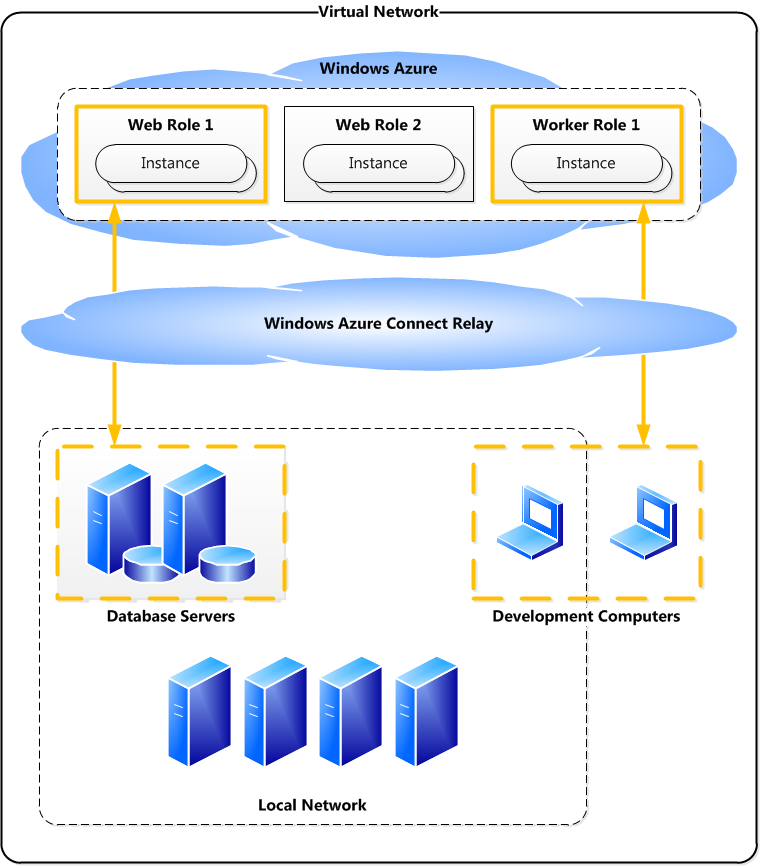 Virtual Network
Windows Azure
Web Role 1
Web Role 2
Worker Role 1
Instance
Instance
Instance
Windows Azure Connect Relay
Database Servers
Development Computers
Local Network